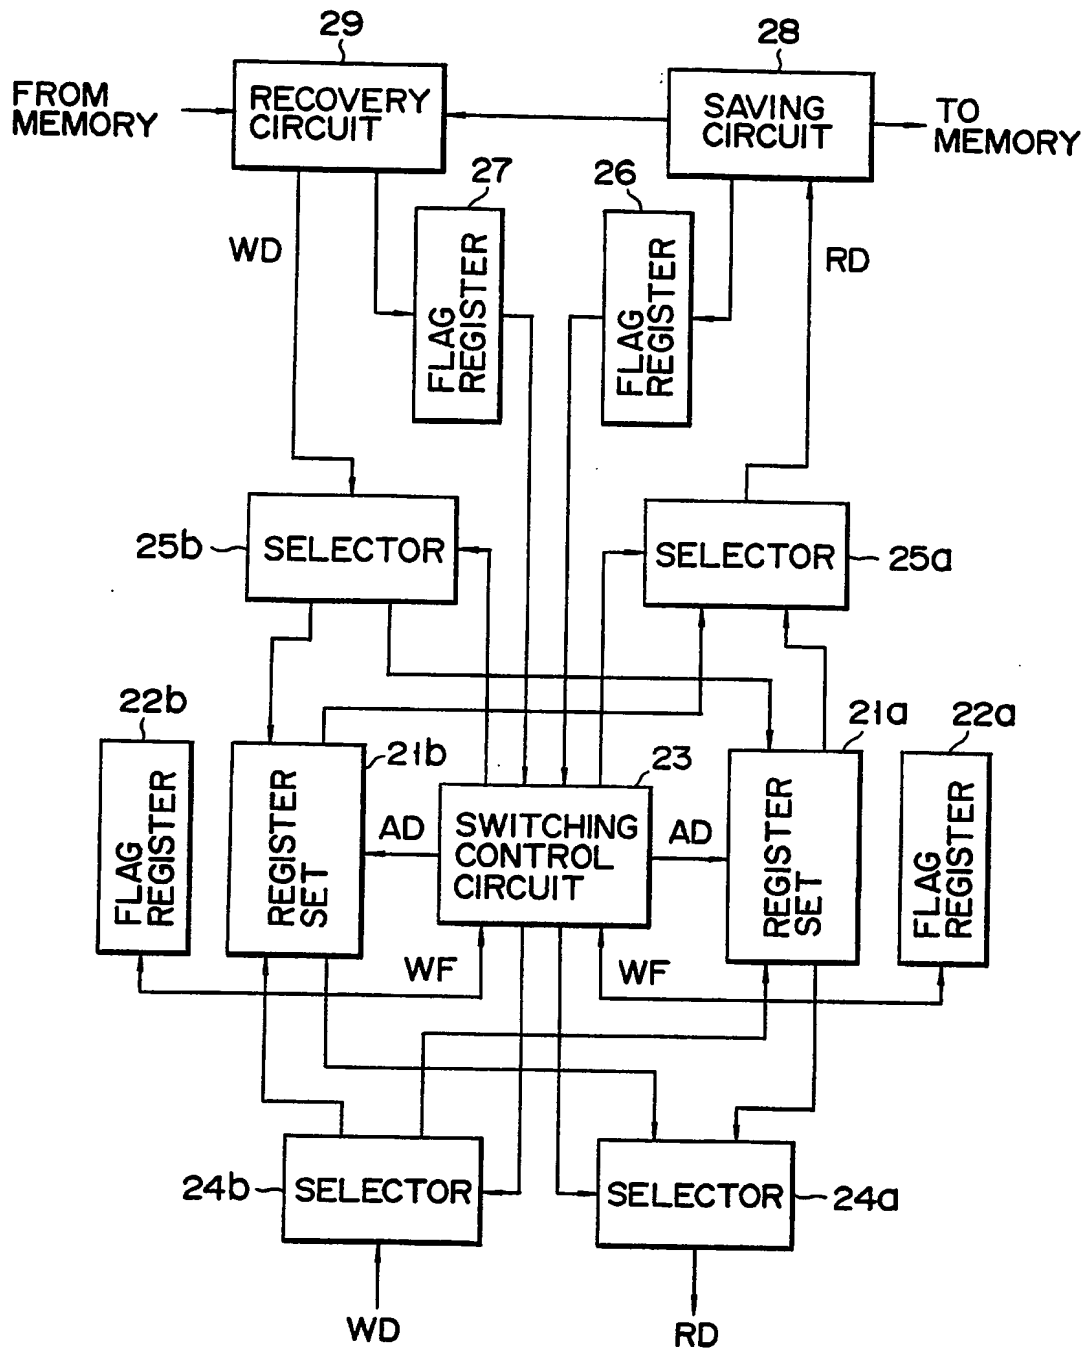 29
28
FROM
MEMORY
RECOVERY
CIRCUIT
SAVING
CIRCUIT
TO
MEMORY
27
26
WD
FLAG
REGISTER
FLAG
REGISTER
RD
25b
SELECTOR
SELECTOR
25a
22b
21b
23
21a
22a
FLAG
REGISTER
REGISTER
SET
AD
SWITCHING
CONTROL
CIRCUIT
AD
REGISTER
SET
FLAG
REGISTER
WF
WF
24b
SELECTOR
SELECTOR
24a
WD
RD